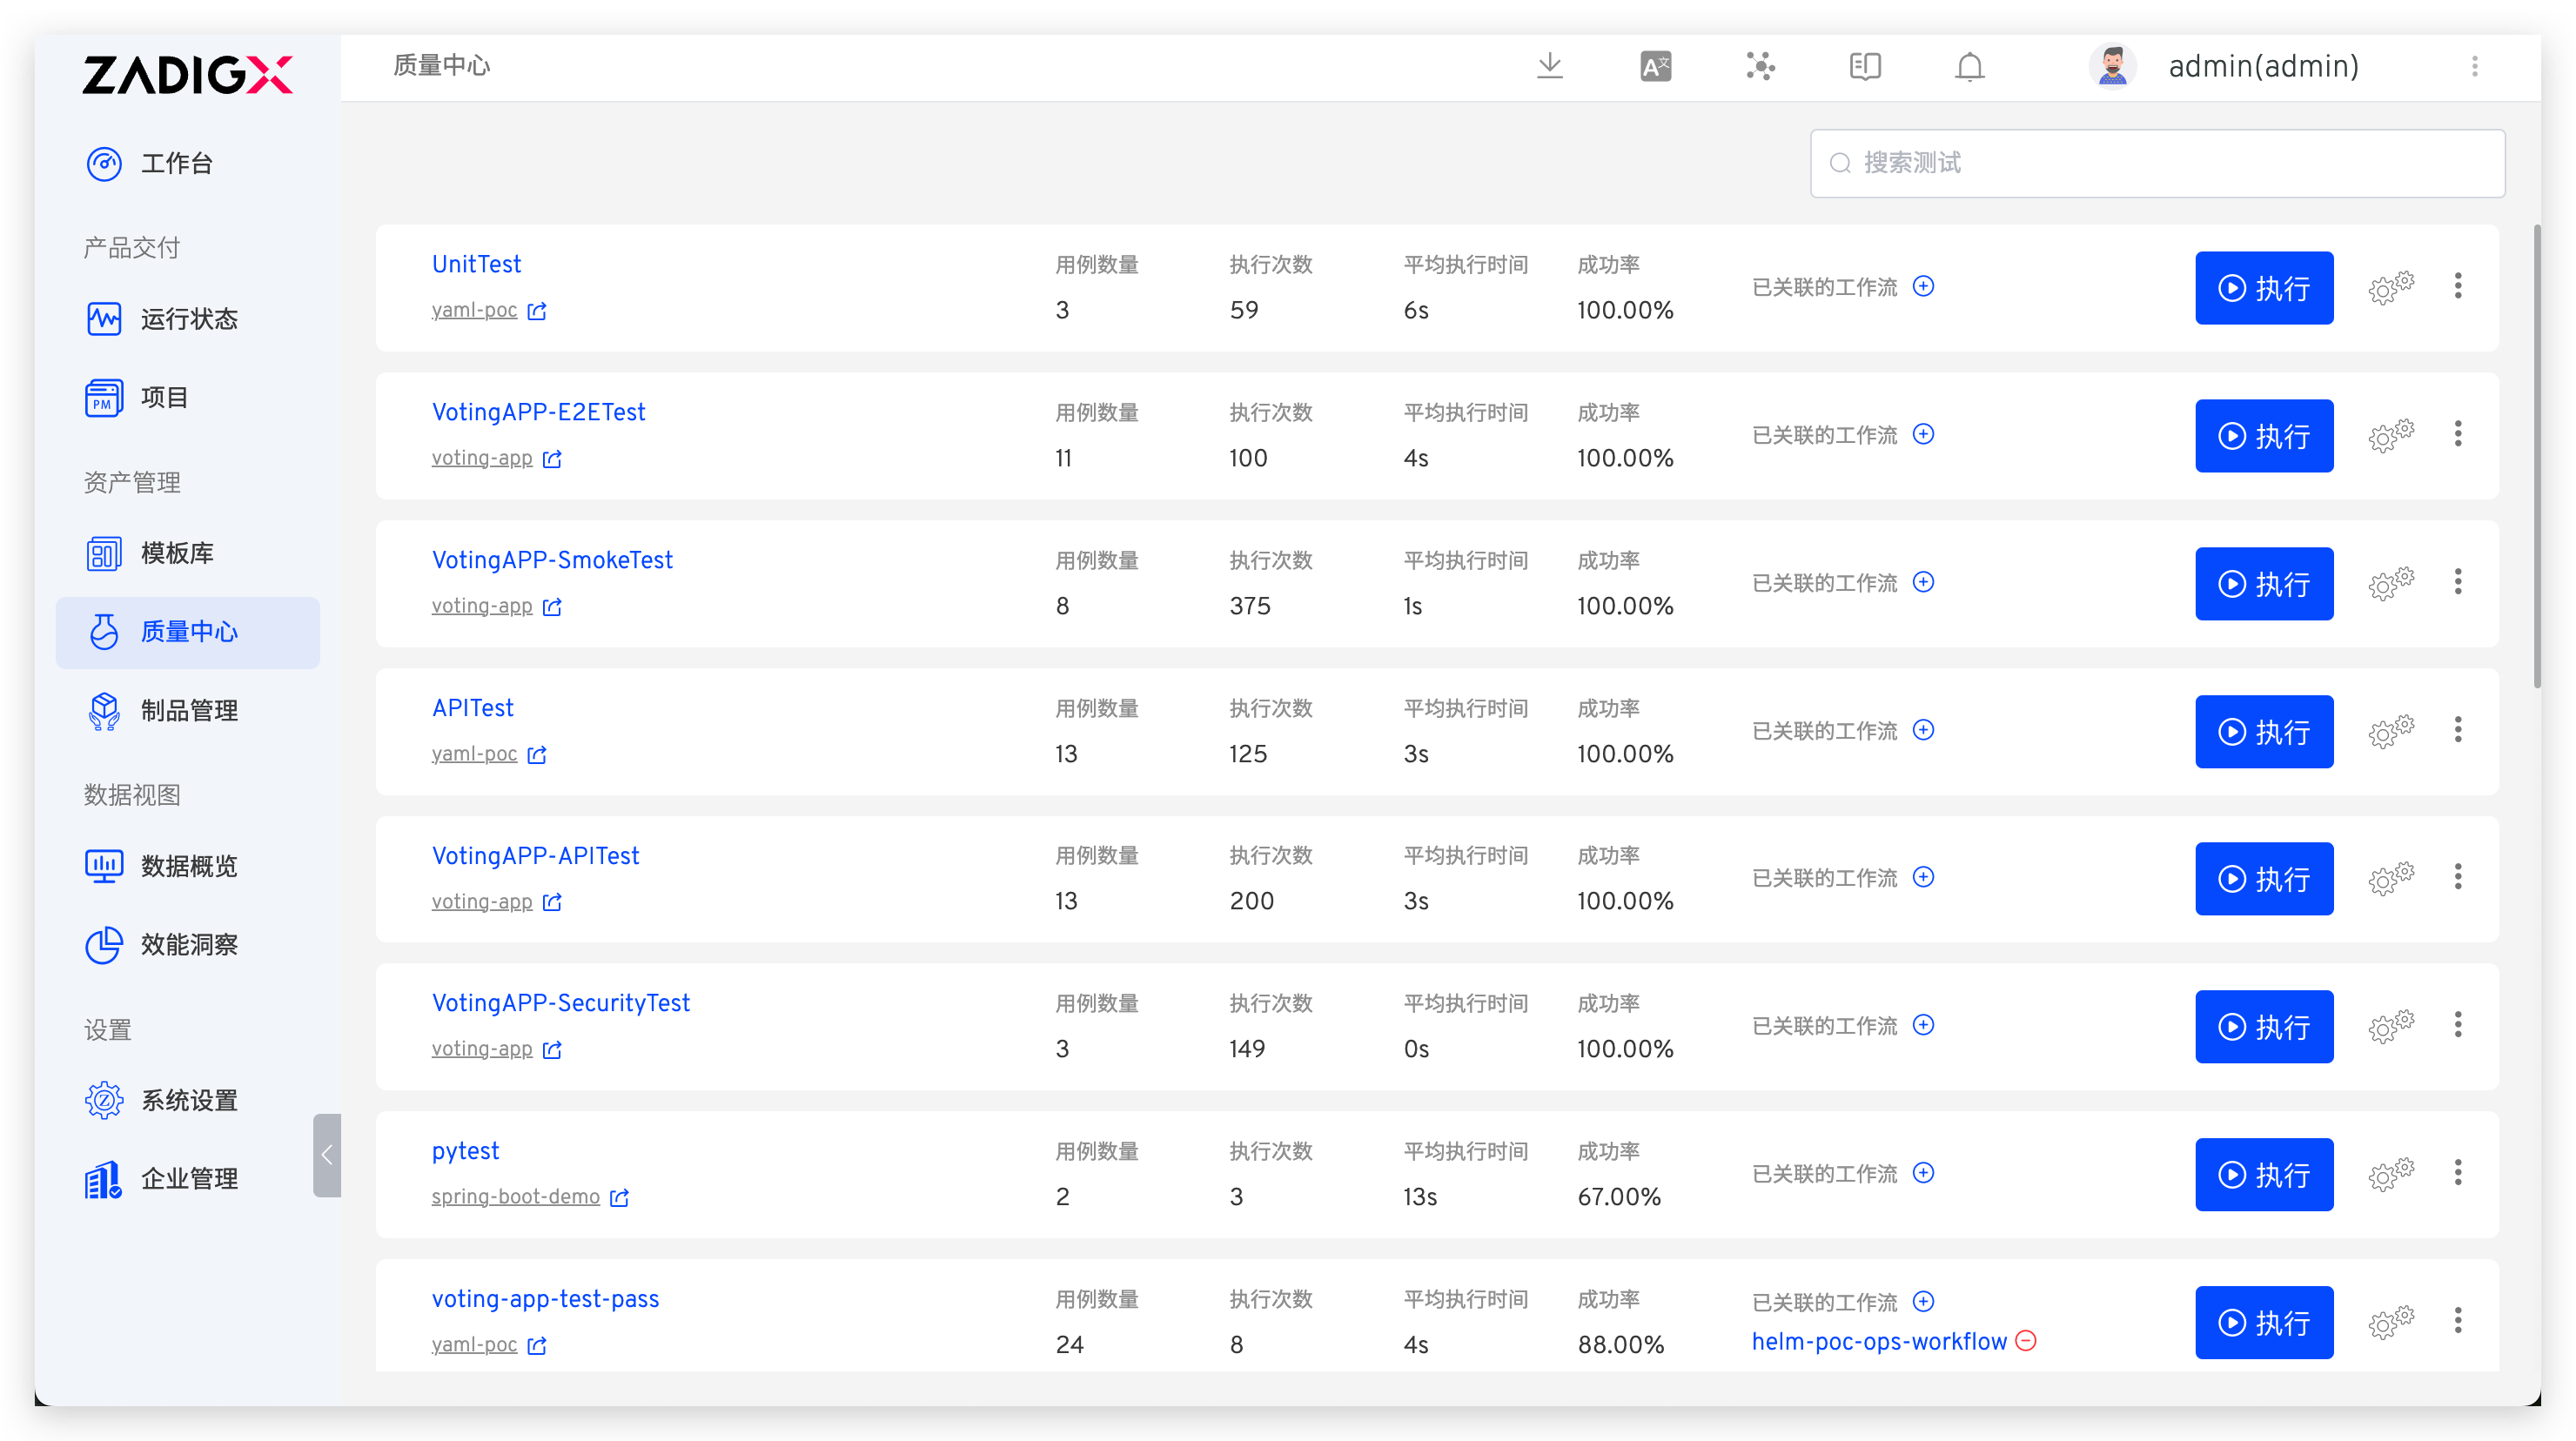 ZADIGX
质量中心
A文
admin(admin)
工作台
产品交付
运行状态
PM
项目
资产管理
模板库
质量中心
制品管理
数据视图
数据概览
效能洞察
设置
Z
系统设置
企业管理
搜索测试
UnitTest 用例数量 执行次数 平均执行时间 成功率 已关联的工作流 执行
yaml-poc 3 59 6s 100.00%
VotingAPP-E2ETest 用例数量 执行次数 平均执行时间 成功率 已关联的工作流 执行
voting-app 11 100 4s 100.00%
VotingAPP-SmokeTest 用例数量 执行次数 平均执行时间 成功率 已关联的工作流 执行
voting-app 8 375 1s 100.00%
APITest 用例数量 执行次数 平均执行时间 成功率 已关联的工作流 执行
yaml-poc 13 125 3s 100.00%
VotingAPP-APITest 用例数量 执行次数 平均执行时间 成功率 已关联的工作流 执行
voting-app 13 200 3s 100.00%
VotingAPP-SecurityTest 用例数量 执行次数 平均执行时间 成功率 已关联的工作流 执行
voting-app 3 149 0s 100.00%
pytest 用例数量 执行次数 平均执行时间 成功率 已关联的工作流 执行
spring-boot-demo 2 3 13s 67.00%
voting-app-test-pass 用例数量 执行次数 平均执行时间 成功率 已关联的工作流 执行
yaml-poc 24 8 4s 88.00% helm-poc-ops-workflow